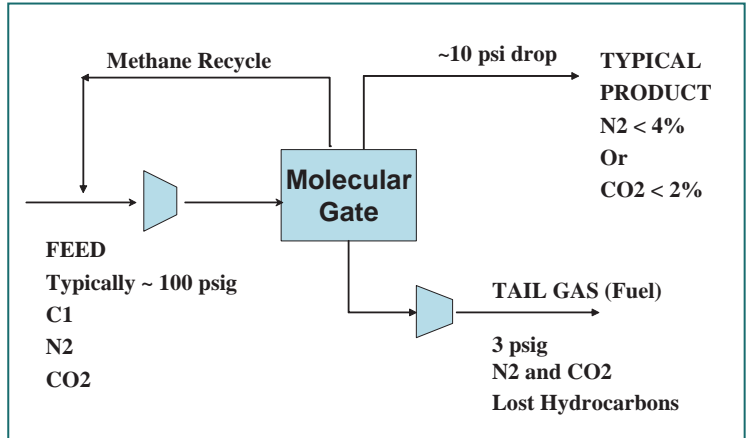 Methane Recycle
~10 psi drop
TYPICAL
PRODUCT
N2 < 4%
Or
CO2 < 2%
Molecular
Gate
FEED
Typically ~ 100 psig
C1
N2
CO2
TAIL GAS (Fuel)
3 psig
N2 and CO2
Lost Hydrocarbons